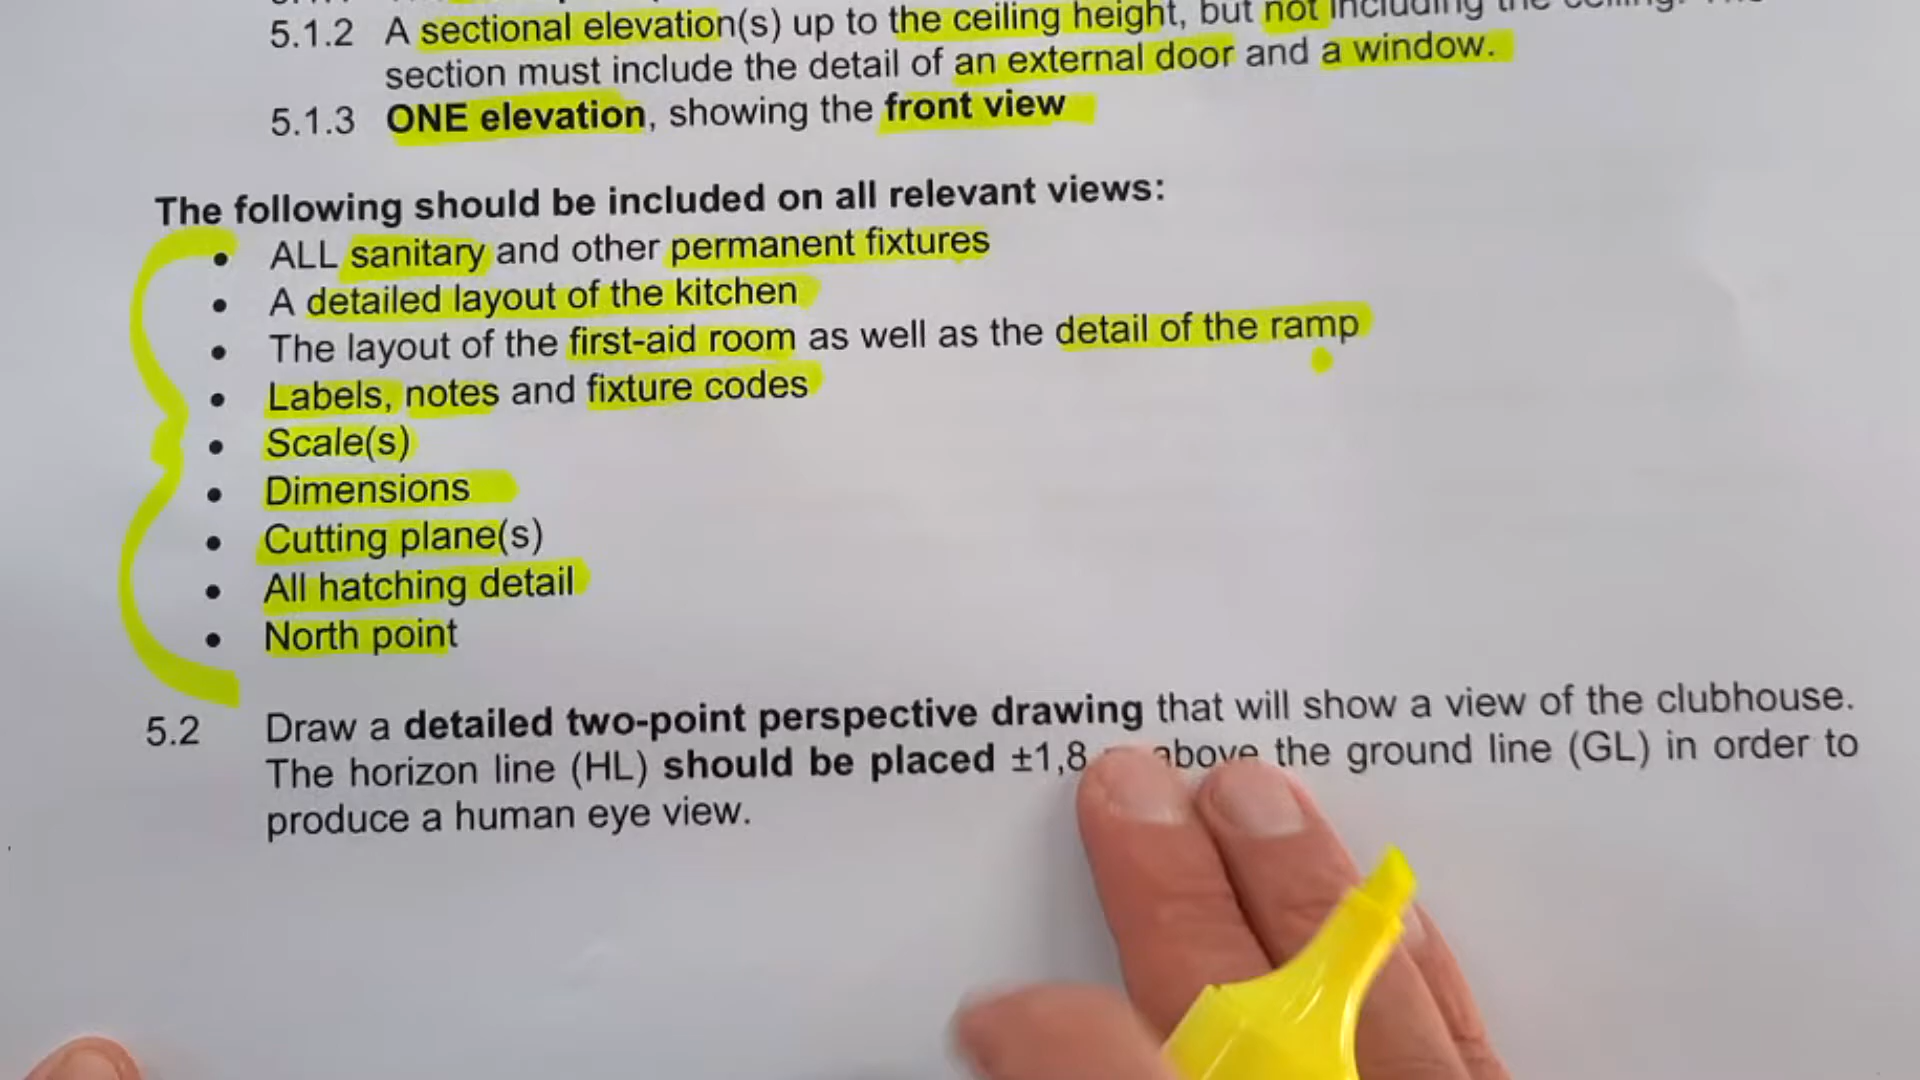 5.1.2 A sectional elevation(s) up to the ceiling height, but not including the ceiling. The
section must include the detail of an external door and a window.
5.1.3 ONE elevation, showing the front view
The following should be included on all relevant views:
• ALL sanitary and other permanent fixtures
• A detailed layout of the kitchen
• The layout of the first-aid room as well as the detail of the ramp
• Labels, notes and fixture codes
• Scale(s)
• Dimensions
• Cutting plane(s)
• All hatching detail
• North point
5.2 Draw a detailed two-point perspective drawing that will show a view of the clubhouse.
The horizon line (HL) should be placed ±1,8 above the ground line (GL) in order to
produce a human eye view.